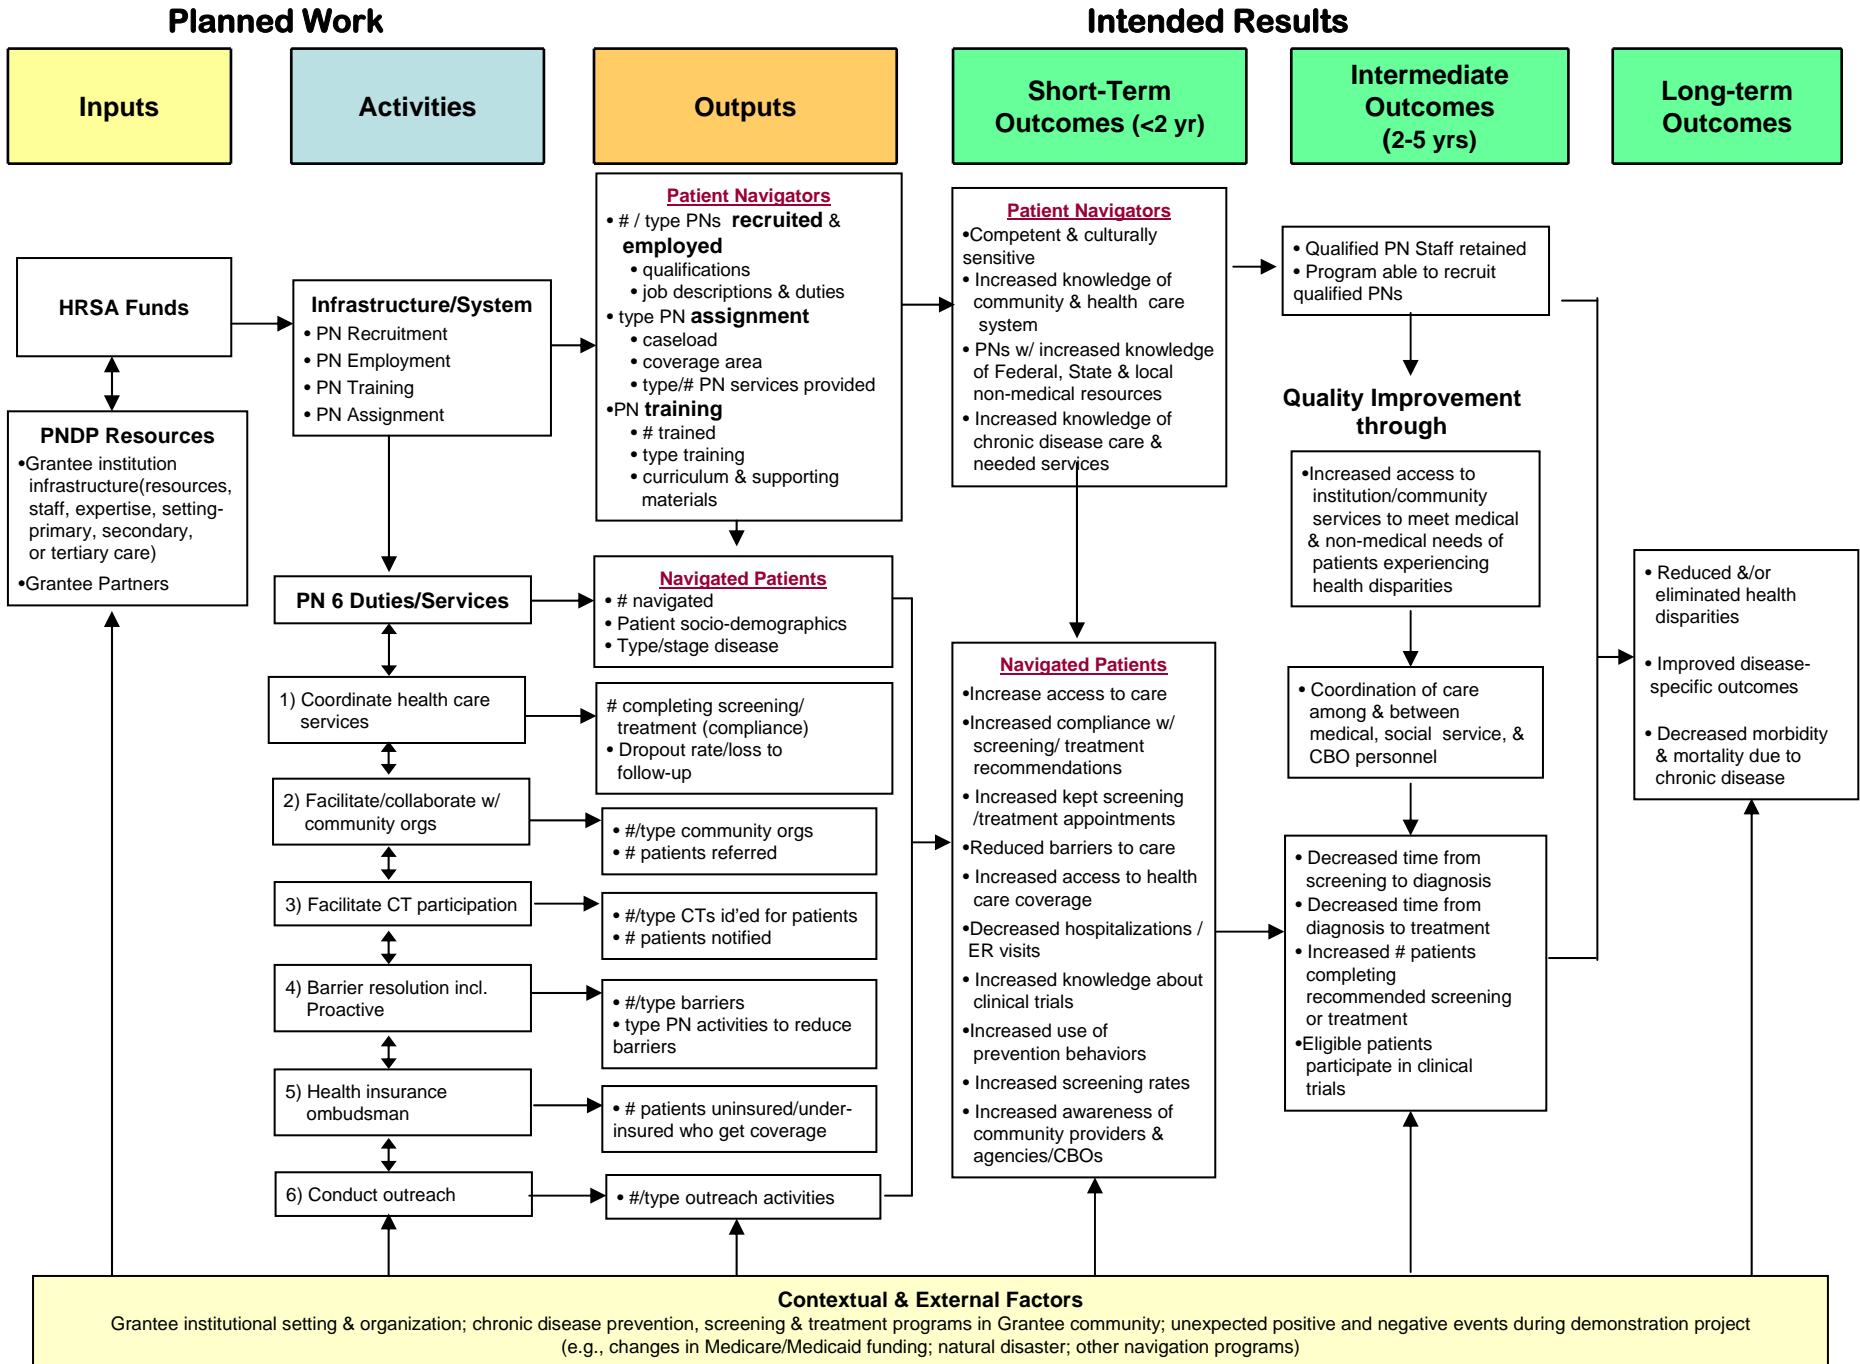 Planned Work
Intended Results
Inputs
Activities
Outputs
Short-Term
Outcomes (<2 yr)
Intermediate
Outcomes
(2-5 yrs)
Long-term
Outcomes
HRSA Funds
PNDP Resources
•Grantee institution
infrastructure(resources,
staff, expertise, setting-
primary, secondary,
or tertiary care)
•Grantee Partners
Infrastructure/System
• PN Recruitment
• PN Employment
• PN Training
• PN Assignment
PN 6 Duties/Services
1) Coordinate health care
services
2) Facilitate/collaborate w/
community orgs
3) Facilitate CT participation
4) Barrier resolution incl.
Proactive
5) Health insurance
ombudsman
6) Conduct outreach
Patient Navigators
• # / type PNs recruited &
employed
• qualifications
• job descriptions & duties
• type PN assignment
• caseload
• coverage area
• type/# PN services provided
•PN training
• # trained
• type training
• curriculum & supporting
materials
Navigated Patients
• # navigated
• Patient socio-demographics
• Type/stage disease
# completing screening/
treatment (compliance)
• Dropout rate/loss to
follow-up
• #/type community orgs
• # patients referred
• #/type CTs id’ed for patients
• # patients notified
• #/type barriers
• type PN activities to reduce
barriers
• # patients uninsured/under-
insured who get coverage
• #/type outreach activities
Patient Navigators
•Competent & culturally
sensitive
• Increased knowledge of
community & health care
system
• PNs w/ increased knowledge
of Federal, State & local
non-medical resources
• Increased knowledge of
chronic disease care &
needed services
Navigated Patients
•Increase access to care
•Increased compliance w/
screening/ treatment
recommendations
• Increased kept screening
/treatment appointments
•Reduced barriers to care
• Increased access to health
care coverage
•Decreased hospitalizations /
ER visits
• Increased knowledge about
clinical trials
•Increased use of
prevention behaviors
• Increased screening rates
• Increased awareness of
community providers &
agencies/CBOs
• Qualified PN Staff retained
• Program able to recruit
qualified PNs
Quality Improvement
through
•Increased access to
institution/community
services to meet medical
& non-medical needs of
patients experiencing
health disparities
• Coordination of care
among & between
medical, social service, &
CBO personnel
• Decreased time from
screening to diagnosis
• Decreased time from
diagnosis to treatment
• Increased # patients
completing
recommended screening
or treatment
•Eligible patients
participate in clinical
trials
• Reduced &/or
eliminated health
disparities
• Improved disease-
specific outcomes
• Decreased morbidity
& mortality due to
chronic disease
Contextual & External Factors
Grantee institutional setting & organization; chronic disease prevention, screening & treatment programs in Grantee community; unexpected positive and negative events during demonstration project
(e.g., changes in Medicare/Medicaid funding; natural disaster; other navigation programs)